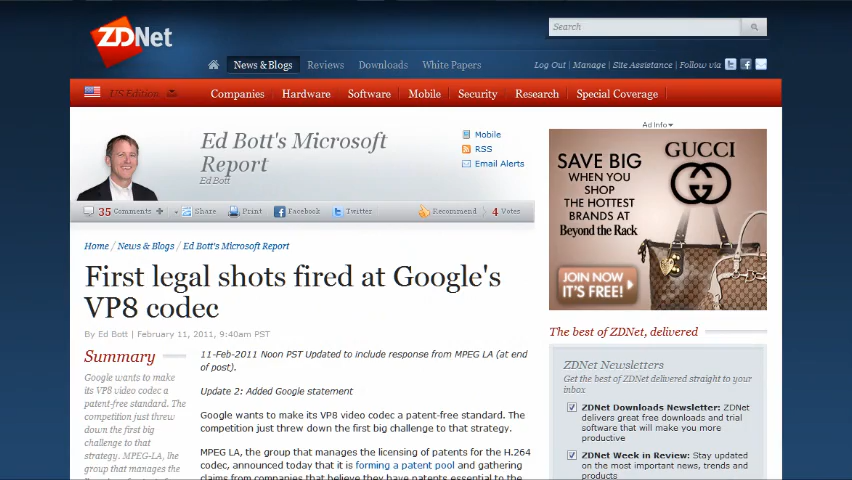 ZDNet
Search
News & Blogs
Reviews
Downloads
White Papers
Log Out | Manage | Site Assistance | Follow via
US Edition
Companies
Hardware
Software
Mobile
Security
Research
Special Coverage
Ed Bott's Microsoft
Report
Ed Bott
Mobile
RSS
Email Alerts
35 Comments
Share
Print
Facebook
Twitter
Recommend
4 Votes
Ad Info
SAVE BIG
WHEN YOU
SHOP
THE HOTTEST
BRANDS AT
Beyond the Rack
GUCCI
JOIN NOW
IT'S FREE!
Home / News & Blogs / Ed Bott's Microsoft Report
First legal shots fired at Google's
VP8 codec
By Ed Bott | February 11, 2011, 9:40am PST
Summary
Google wants to make
its VP8 video codec a
patent-free standard. The
competition just threw
down the first big
challenge to that
strategy. MPEG-LA, the
group that manages the
11-Feb-2011 Noon PST Updated to include response from MPEG LA (at end
of post).
Update 2: Added Google statement
Google wants to make its VP8 video codec a patent-free standard. The
competition just threw down the first big challenge to that strategy.
MPEG LA, the group that manages the licensing of patents for the H.264
codec, announced today that it is forming a patent pool and gathering
claims from companies that believe they have patents essential to the
The best of ZDNet, delivered
ZDNet Newsletters
Get the best of ZDNet delivered straight to your
inbox
ZDNet Downloads Newsletter: ZDNet
delivers great free downloads and trial
software that will make you more
productive
ZDNet Week in Review: Stay updated
on the most important news, trends and
products